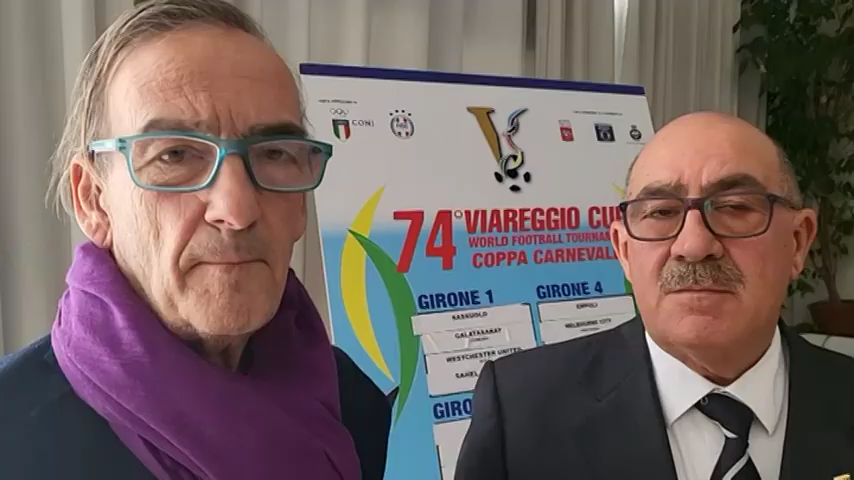 CONI
74° VIAREGGIO CU
WORLD FOOTBALL TOURNAM
COPPA CARNEVAL
GIRONE 1
GIRONE 4
SASSUOLO
EMPOLI
GALATASARAY
MELBOURNE CITY
WESTCHESTER UNITED
SAHEL
GIRO